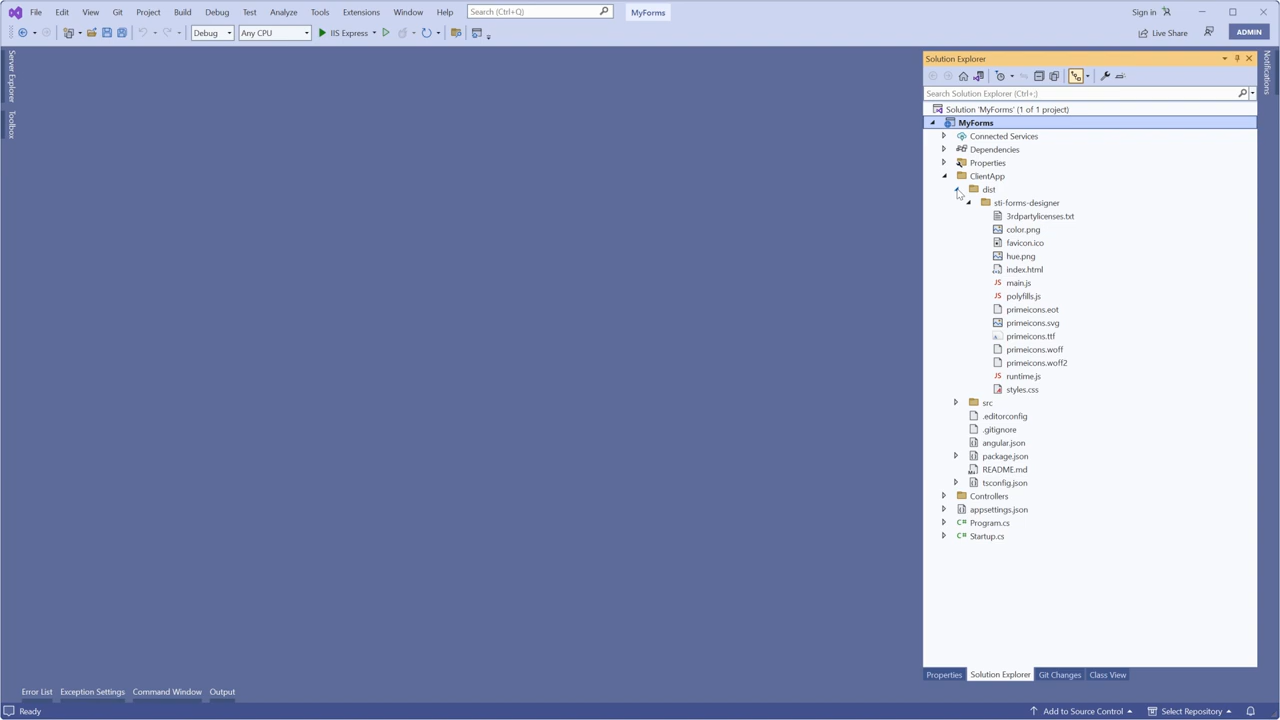 File Edit View Git Project Build Debug Test Analyze Tools Extensions Window Help Search (Ctrl+Q) MyForms Sign in
Debug Any CPU IIS Express Live Share ADMIN
Server Explorer
Toolbox
Notifications
Solution Explorer
Search Solution Explorer (Ctrl+;)
Solution 'MyForms' (1 of 1 project)
MyForms
Connected Services
Dependencies
Properties
ClientApp
dist
sti-forms-designer
3rdpartylicenses.txt
color.png
favicon.ico
hue.png
index.html
main.js
polyfills.js
primeicons.eot
primeicons.svg
primeicons.ttf
primeicons.woff
primeicons.woff2
runtime.js
styles.css
src
.editorconfig
.gitignore
angular.json
package.json
README.md
tsconfig.json
Controllers
appsettings.json
C# Program.cs
C# Startup.cs
Properties Solution Explorer Git Changes Class View
Error List Exception Settings Command Window Output
Ready Add to Source Control Select Repository